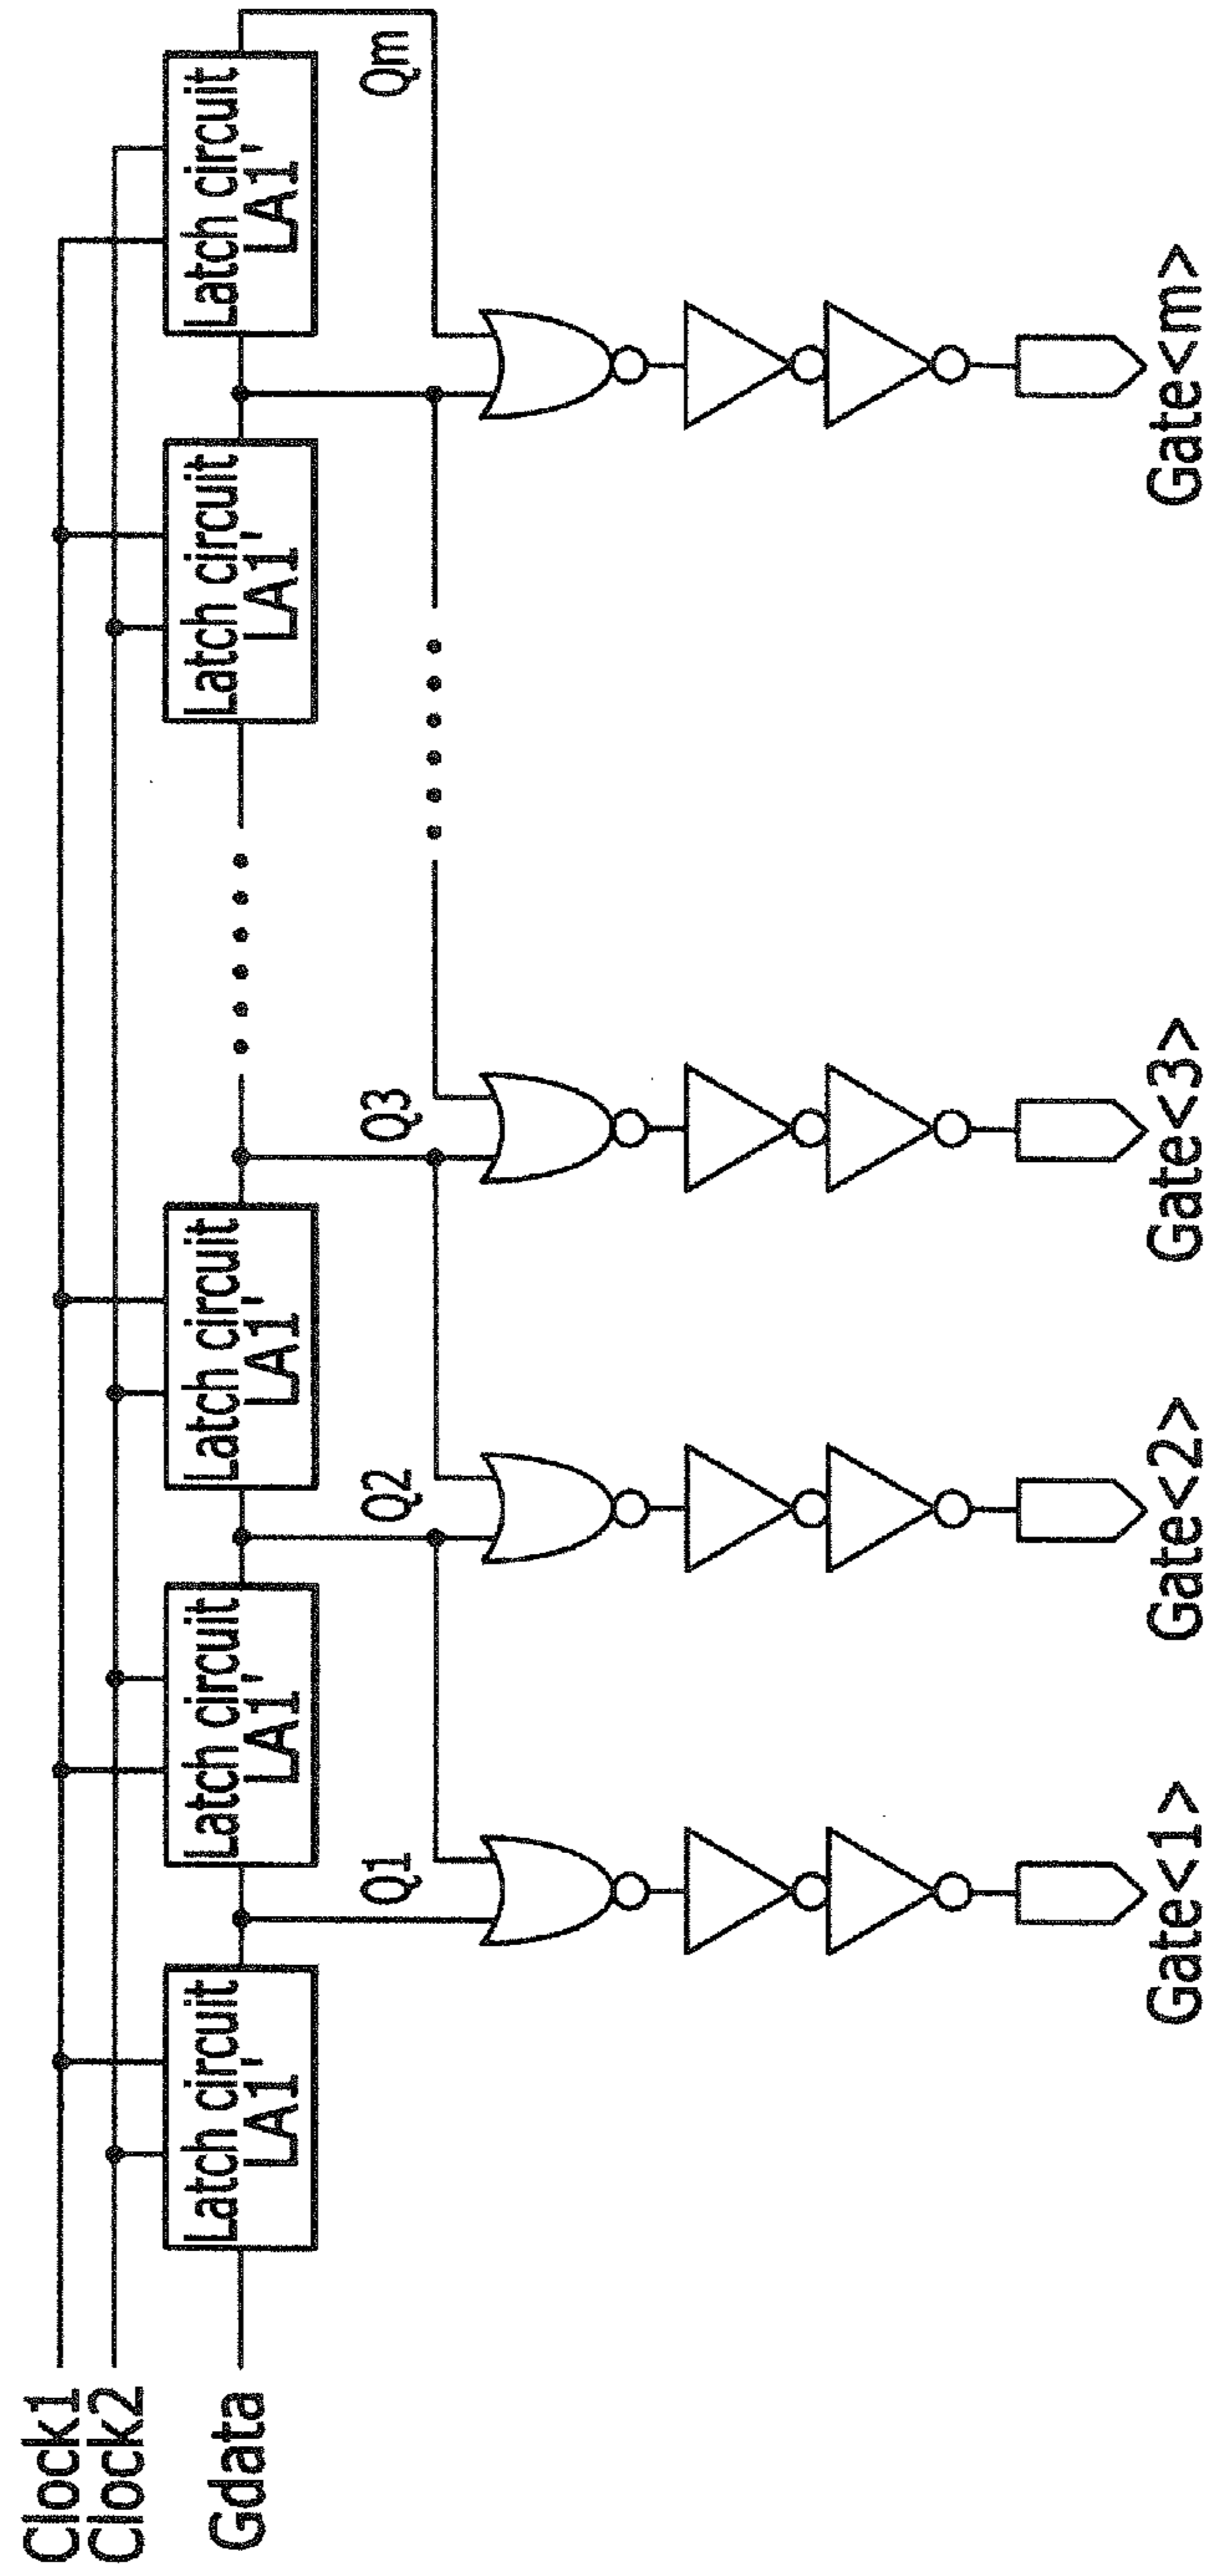 Clock1
Clock2
Gdata
Latch circuit
LA1'
Latch circuit
LA1'
Latch circuit
LA1'
Latch circuit
LA1'
Latch circuit
LA1'
Q1
Q2
Q3
Qm
Gate<1>
Gate<2>
Gate<3>
Gate<m>